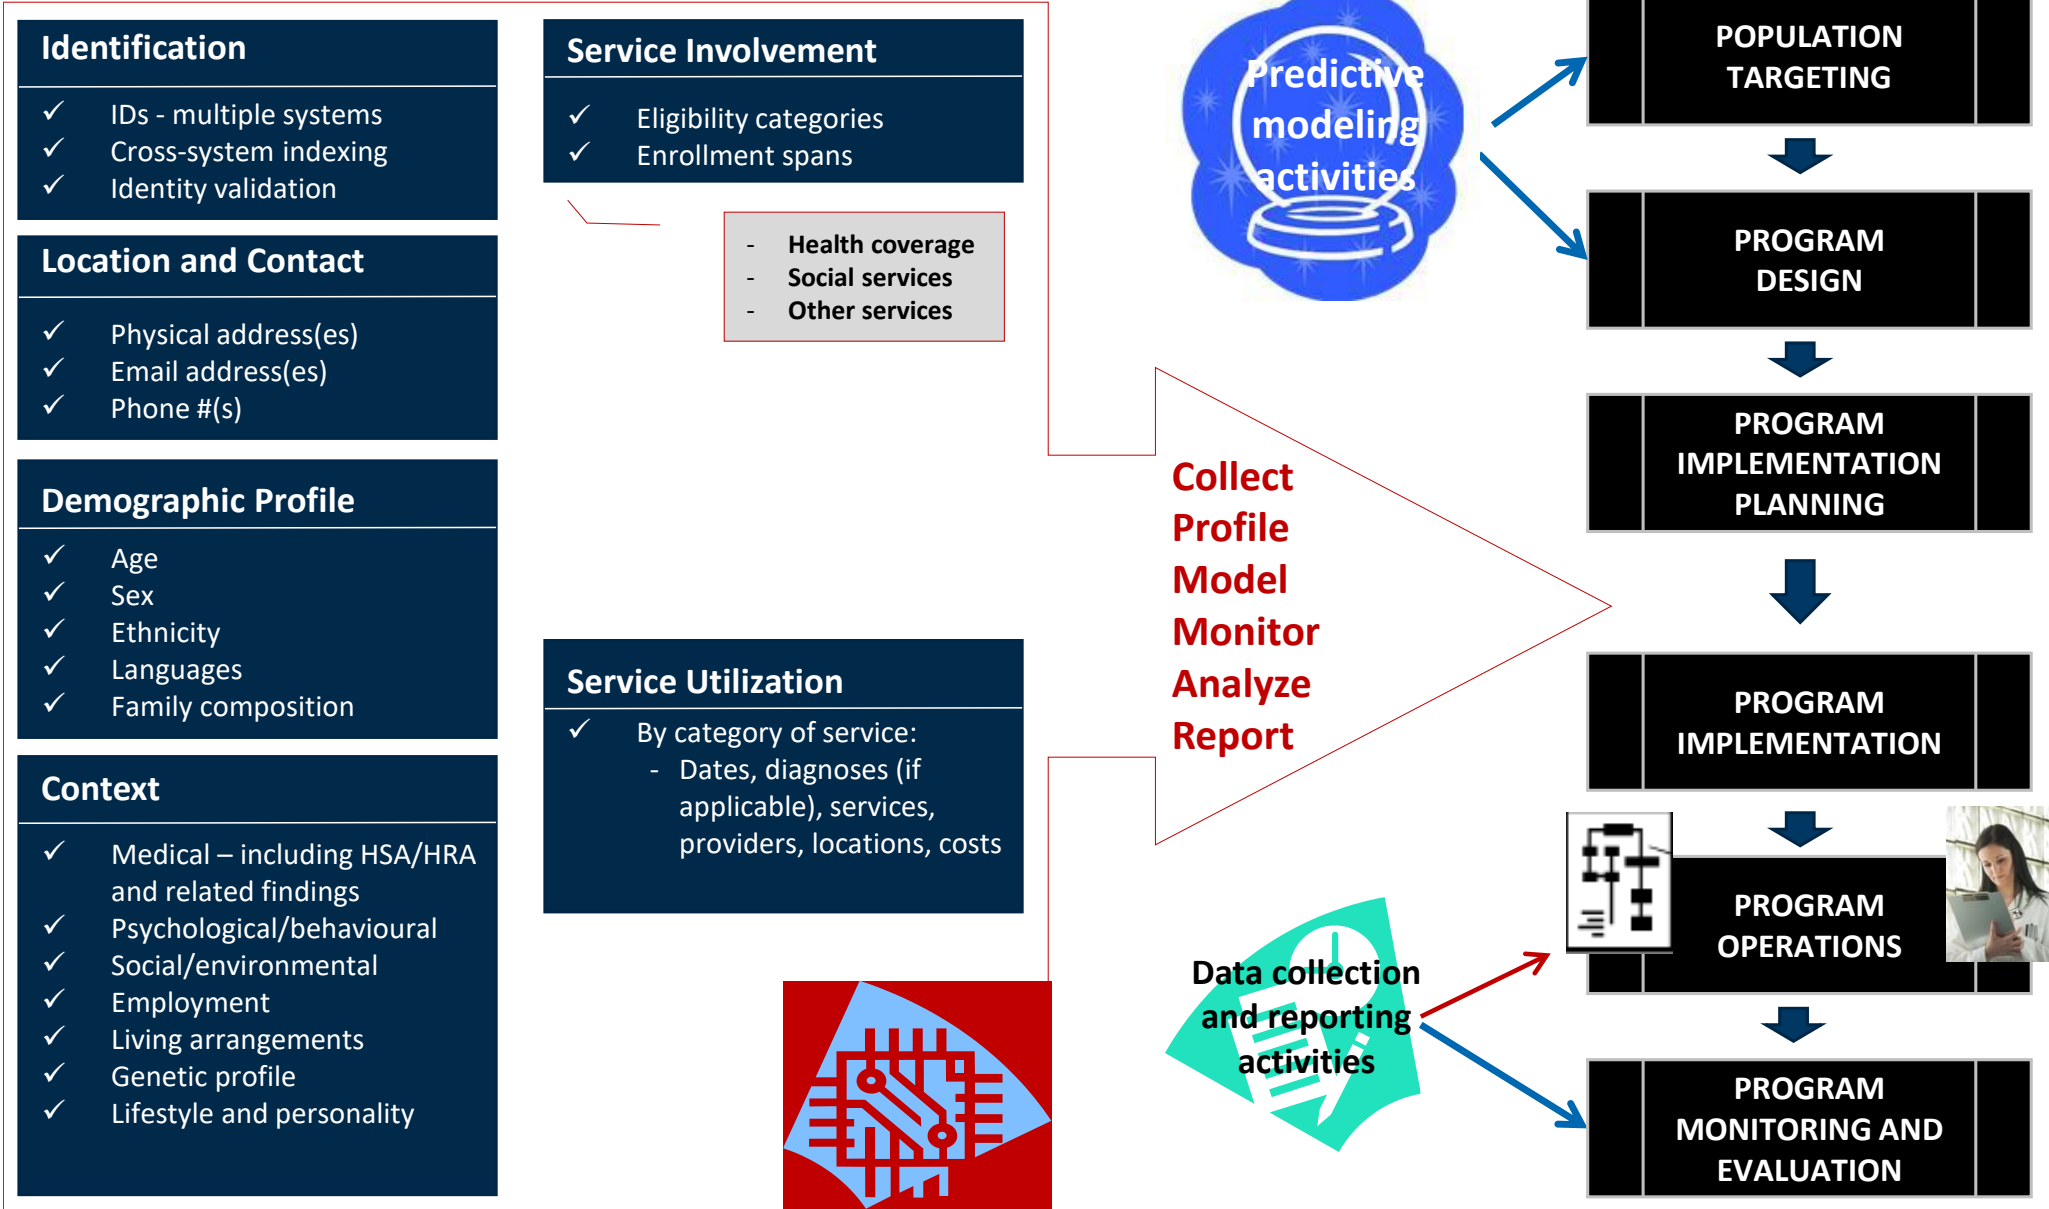 Identification
✓ IDs - multiple systems
✓ Cross-system indexing
✓ Identity validation
Location and Contact
✓ Physical address(es)
✓ Email address(es)
✓ Phone #(s)
Demographic Profile
✓ Age
✓ Sex
✓ Ethnicity
✓ Languages
✓ Family composition
Context
✓ Medical – including HSA/HRA
and related findings
✓ Psychological/behavioural
✓ Social/environmental
✓ Employment
✓ Living arrangements
✓ Genetic profile
✓ Lifestyle and personality
Service Involvement
✓ Eligibility categories
✓ Enrollment spans
- Health coverage
- Social services
- Other services
Service Utilization
✓ By category of service:
- Dates, diagnoses (if
applicable), services,
providers, locations, costs
Collect
Profile
Model
Monitor
Analyze
Report
Predictive
modeling
activities
Data collection
and reporting
activities
POPULATION
TARGETING
PROGRAM
DESIGN
PROGRAM
IMPLEMENTATION
PLANNING
PROGRAM
IMPLEMENTATION
PROGRAM
OPERATIONS
PROGRAM
MONITORING AND
EVALUATION